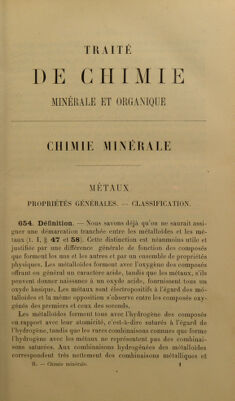 TRAITÉ
DE CHIMIE
MINÉRALE ET ORGANIQUE
CHIMIE MINÉRALE
MÉTAUX
PROPRIÉTÉS GÉNÉRALES. — CLASSIFICATION.
654. Définition. — Nous savons déjà qu'on ne saurait assi-
gner une démarcation tranchée entre les métalloïdes et les mé-
taux (t. I, § 47 et 58). Cette distinction est néanmoins utile et
justifiée par une différence générale de fonction des composés
que forment les uns et les autres et par un ensemble de propriétés
physiques. Les métalloïdes forment avec l'oxygène des composés
offrant en général un caractère acide, tandis que les métaux, s'ils
peuvent donner naissance à un oxyde acide, fournissent tous un
oxyde basique. Les métaux sont électropositifs à l'égard des mé-
talloïdes et la même opposition s'observe entre les composés oxy-
génés des premiers et ceux des seconds.
Les métalloïdes forment tous avec l'hydrogène des composés
en rapport avec leur atomicité, c'est-à-dire saturés à l'égard de
l'hydrogène, tandis que les rares combinaisons connues que forme
l'hydrogène avec les métaux ne représentent pas des combinai-
sons saturées. Aux combinaisons hydrogénées des métalloïdes
correspondent très nettement des combinaisons métalliques et
II. — Chimie minérale. 1